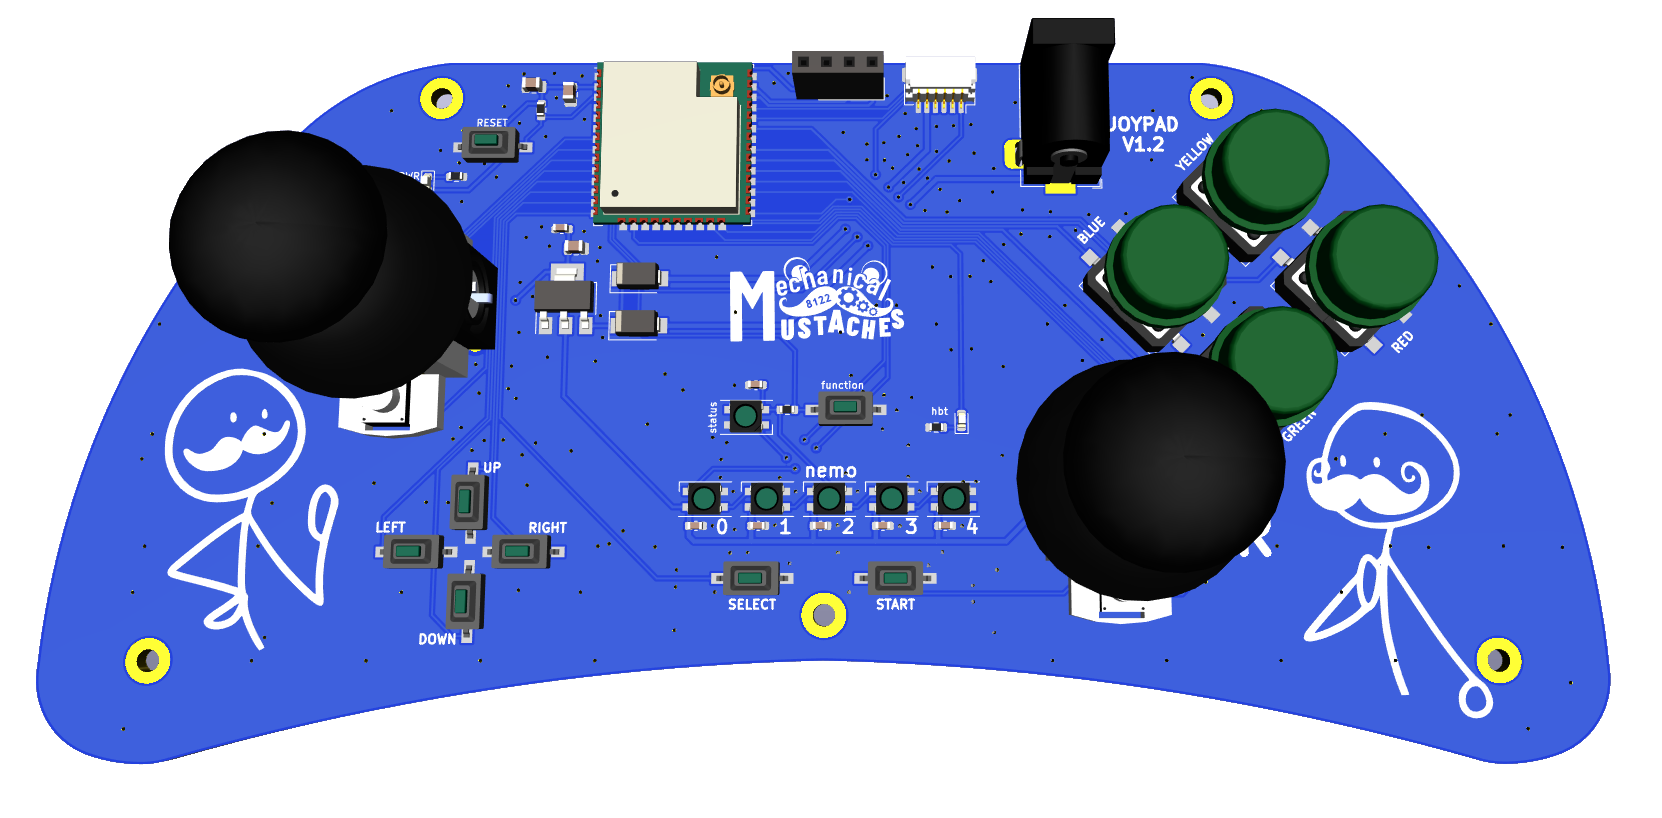 RESET
JOYPAD
V1.2
YELLOW
BLUE
RED
GREEN
Mechanical
8122
MUSTACHES
function
status
hbt
nemo
0 1 2 3 4
UP
LEFT
RIGHT
DOWN
SELECT
START